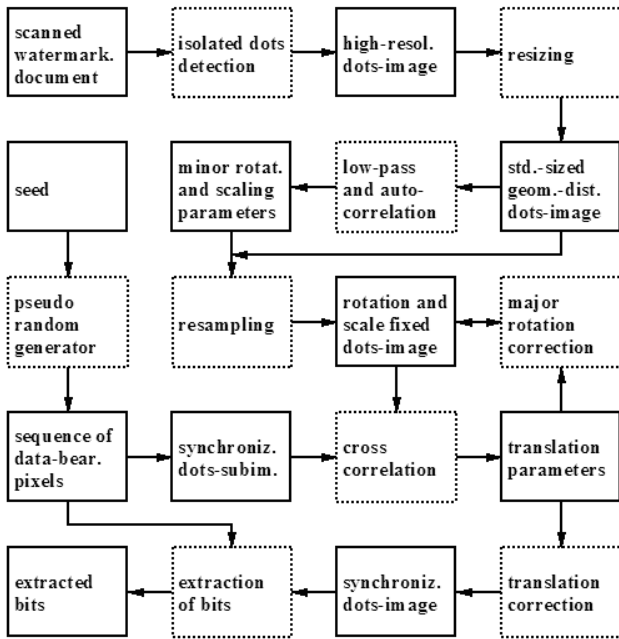 scanned
watermark.
document
isolated dots
detection
high-resol.
dots-image
resizing
seed
minor rotat.
and scaling
parameters
low-pass
and auto-
correlation
std.-sized
geom.-dist.
dots-image
pseudo
random
generator
resampling
rotation and
scale fixed
dots-image
major
rotation
correction
sequence of
data-bear.
pixels
synchroniz.
dots-subim.
cross
correlation
translation
parameters
extracted
bits
extraction
of bits
synchroniz.
dots-image
translation
correction